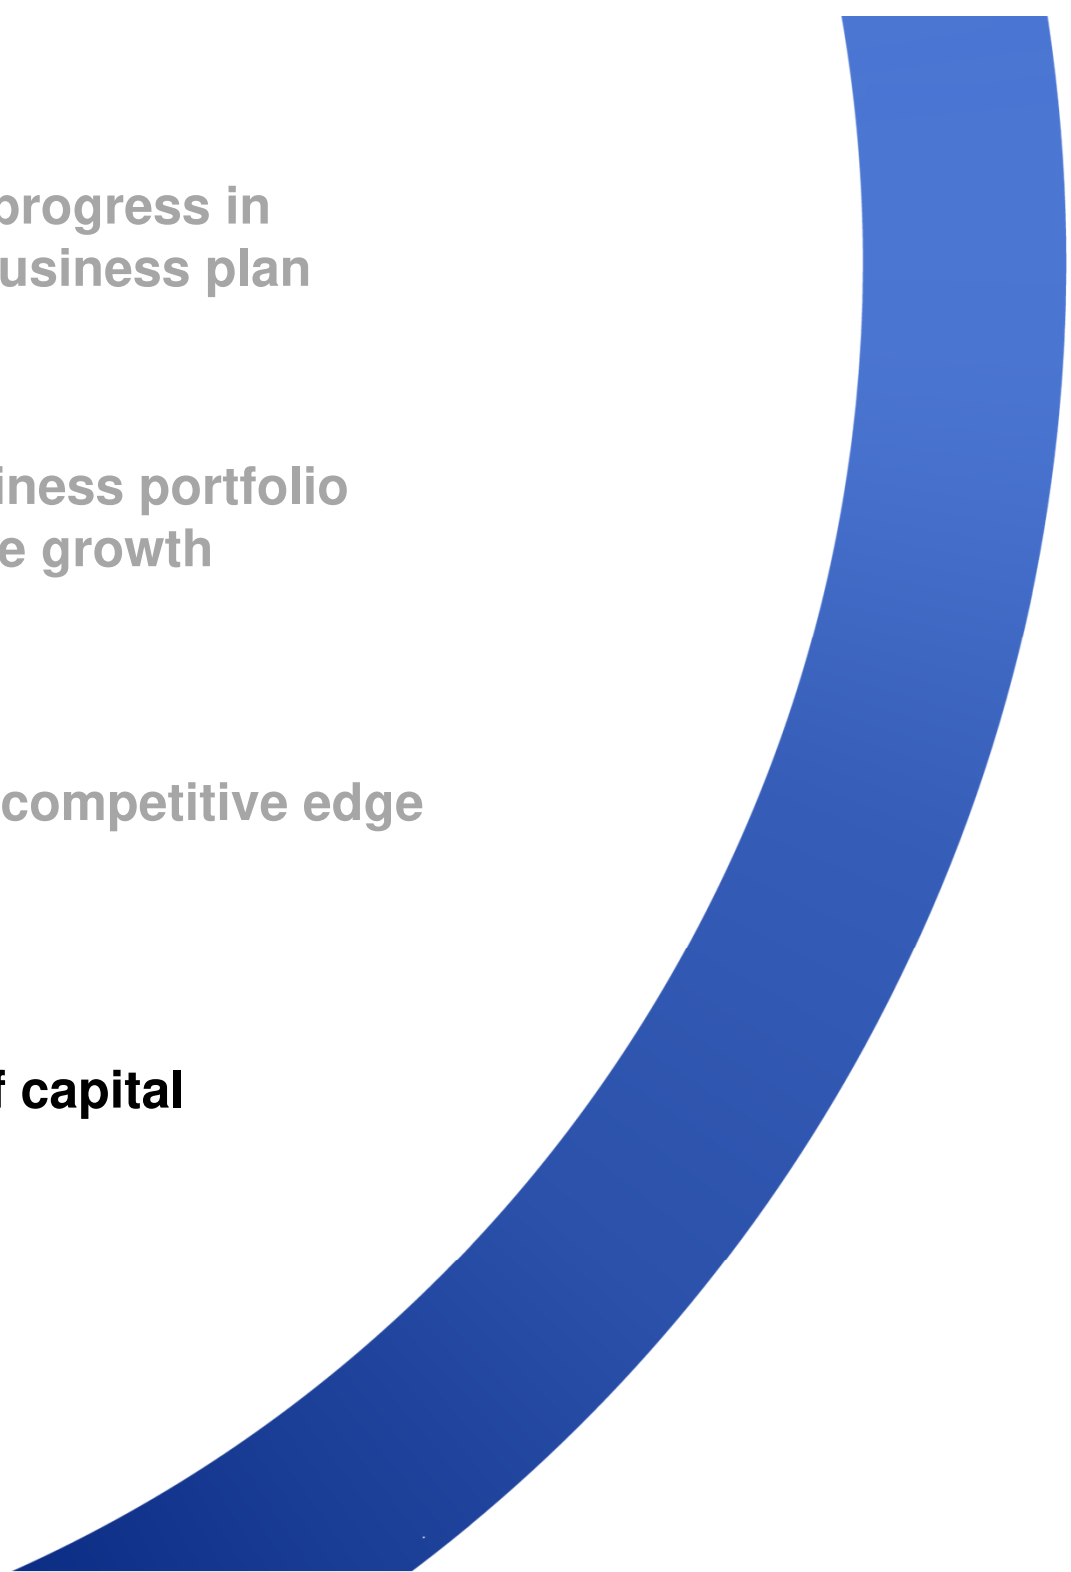 progress in
usiness plan
iness portfolio
e growth
competitive edge
f capital